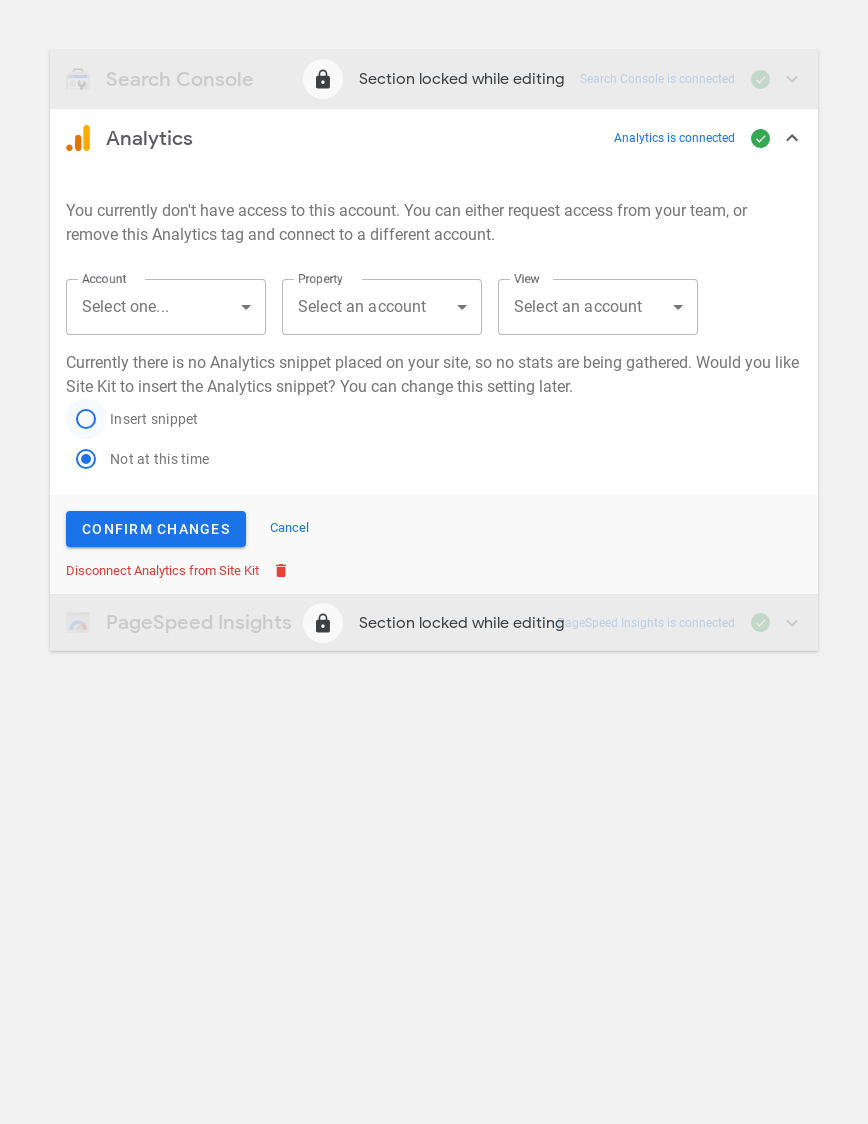 Search Console
Section locked while editing
Search Console is connected
Analytics
Analytics is connected
You currently don't have access to this account. You can either request access from your team, or
remove this Analytics tag and connect to a different account.
Account
Property
View
Select one...
Select an account
Select an account
Currently there is no Analytics snippet placed on your site, so no stats are being gathered. Would you like
Site Kit to insert the Analytics snippet? You can change this setting later.
Insert snippet
Not at this time
CONFIRM CHANGES
Cancel
Disconnect Analytics from Site Kit
PageSpeed Insights
Section locked while editing
PageSpeed Insights is connected